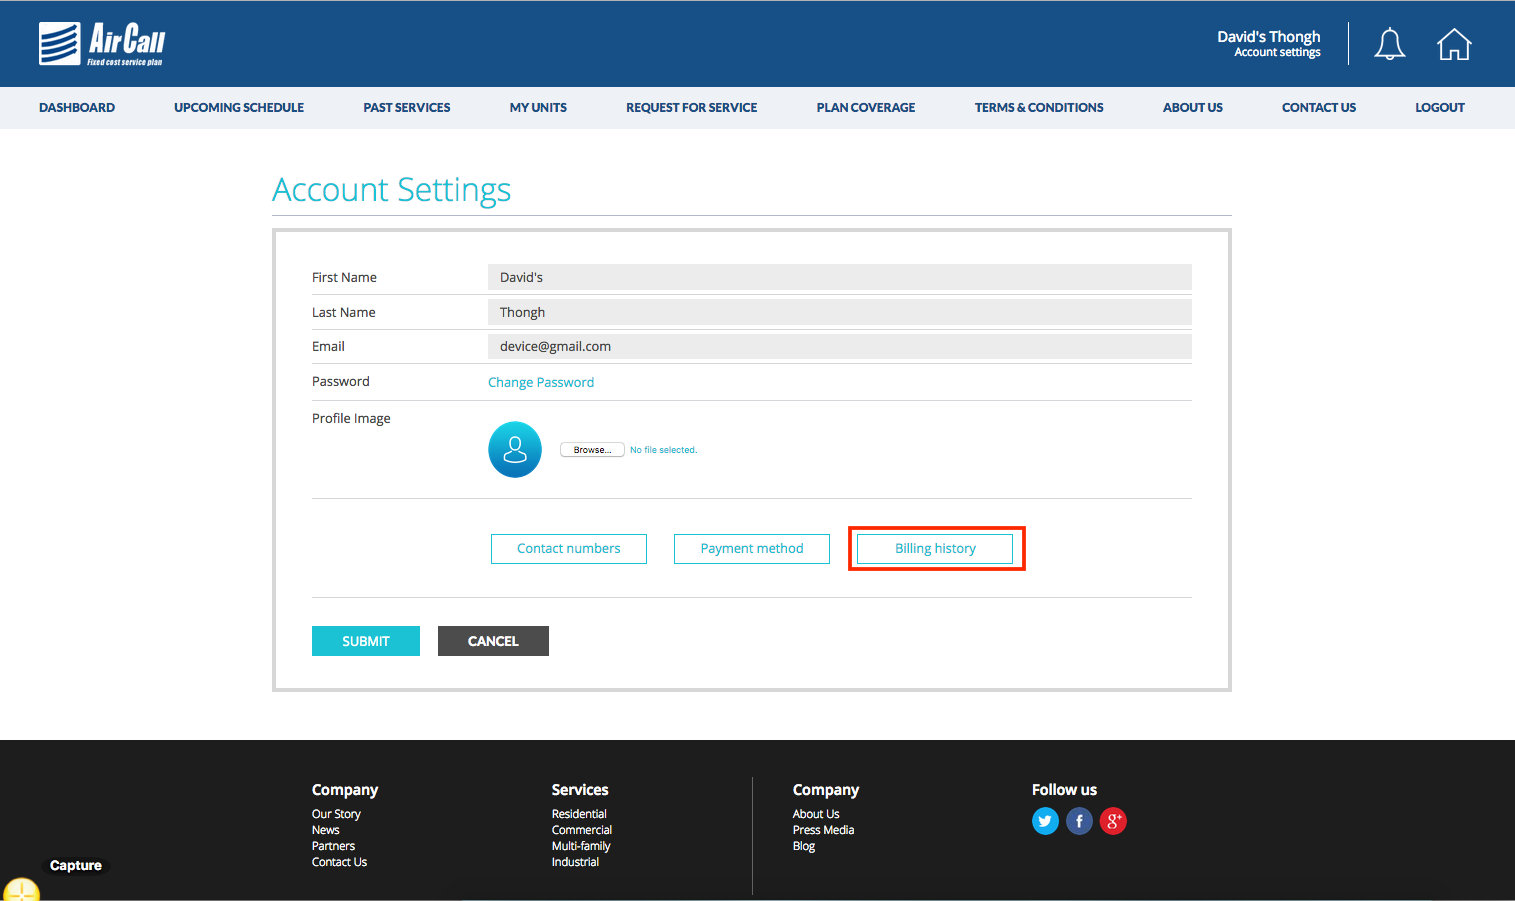 AirCall
Fixed cost service plan
David's Thongh
Account settings
DASHBOARD UPCOMING SCHEDULE PAST SERVICES MY UNITS REQUEST FOR SERVICE PLAN COVERAGE TERMS & CONDITIONS ABOUT US CONTACT US LOGOUT
Account Settings
First Name David's
Last Name Thongh
Email device@gmail.com
Password Change Password
Profile Image
Browse... No file selected.
Contact numbers Payment method Billing history
SUBMIT CANCEL
Company Services Company Follow us
Our Story Residential About Us
News Commercial Press Media
Partners Multi-family Blog
Contact Us Industrial
f g+
Capture